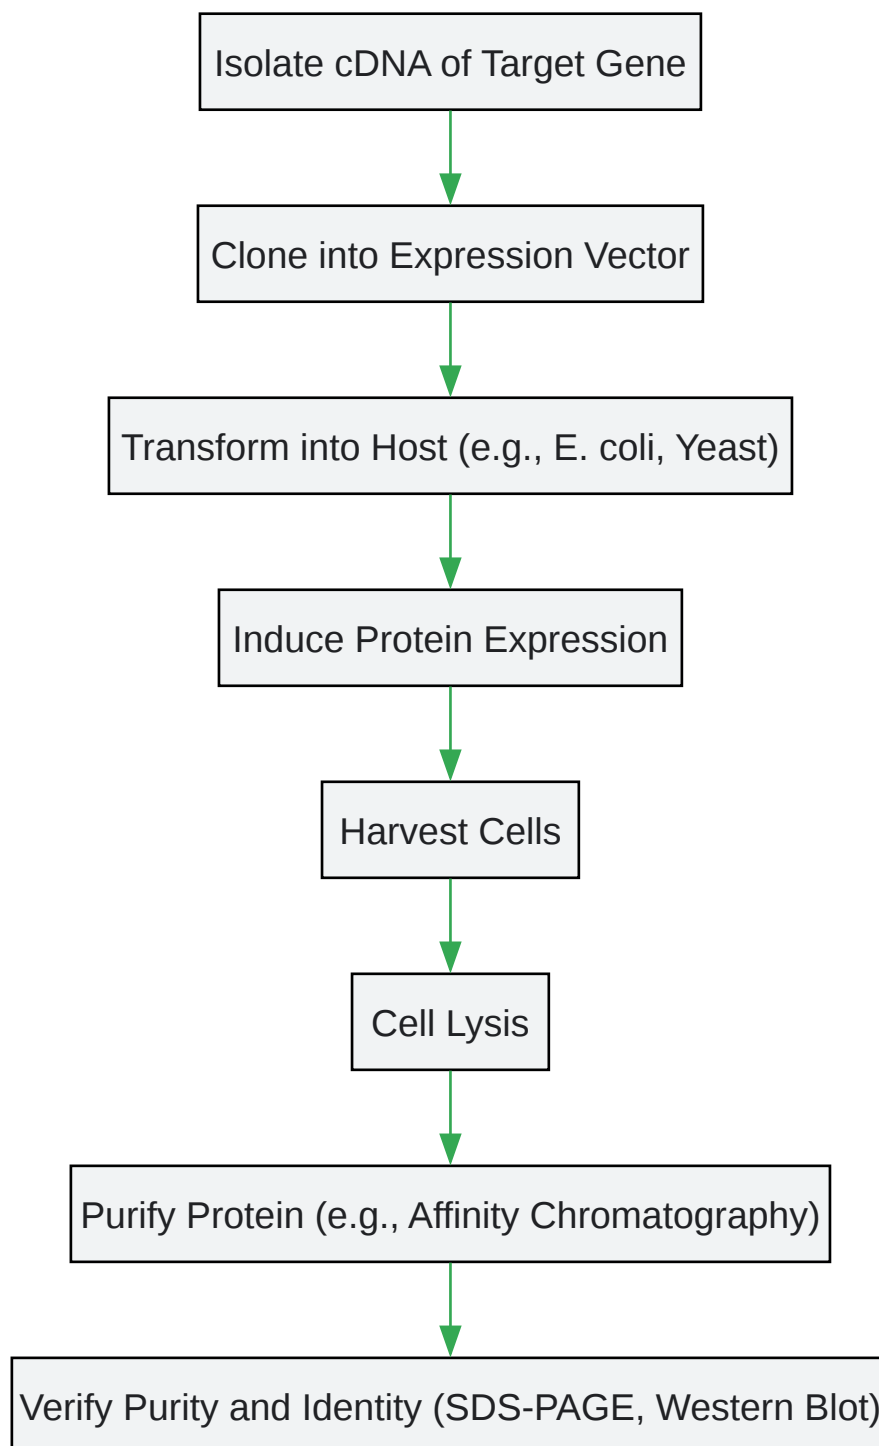 Isolate cDNA of Target Gene
Clone into Expression Vector
Transform into Host (e.g., E. coli, Yeast)
Induce Protein Expression
Harvest Cells
Cell Lysis
Purify Protein (e.g., Affinity Chromatography)
Verify Purity and Identity (SDS-PAGE, Western Blot)